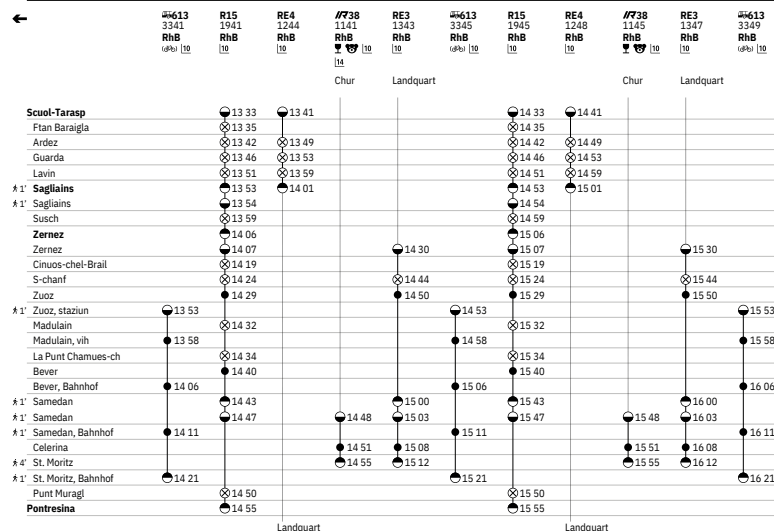 613 R15 RE4 R38 RE3 613 R15 RE4 R38 RE3 613
3341 1941 1244 1141 1343 3345 1945 1248 1145 1347 3349
RhB RhB RhB RhB RhB RhB RhB RhB RhB RhB RhB
10 10 10 10 10 10 10 10 10 10 10
14
Chur Landquart Chur Landquart
Scuol-Tarasp 13 33 13 41 14 33 14 41
Ftan Baraigla 13 35 14 35
Ardez 13 42 13 49 14 42 14 49
Guarda 13 46 13 53 14 46 14 53
Lavin 13 51 13 59 14 51 14 59
1' Sagliains 13 53 14 01 14 53 15 01
1' Sagliains 13 54 14 54
Susch 13 59 14 59
Zernez 14 06 15 06
Zernez 14 07 14 30 15 07 15 30
Cinuos-chel-Brail 14 19 15 19
S-chanf 14 24 14 44 15 24 15 44
Zuoz 14 29 14 50 15 29 15 50
1' Zuoz, staziun 13 53 14 53 15 53
Madulain 14 32 15 32
Madulain, vih 13 58 14 58 15 58
La Punt Chamues-ch 14 34 15 34
Bever 14 40 15 40
Bever, Bahnhof 14 06 15 06 16 06
1' Samedan 14 43 15 00 15 43 16 00
1' Samedan 14 47 14 48 15 03 15 47 15 48 16 03
1' Samedan, Bahnhof 14 11 15 11 16 11
Celerina 14 51 15 08 15 51 16 08
4' St. Moritz 14 55 15 12 15 55 16 12
1' St. Moritz, Bahnhof 14 21 15 21 16 21
Punt Muragl 14 50 15 50
Pontresina 14 55 15 55
Landquart Landquart